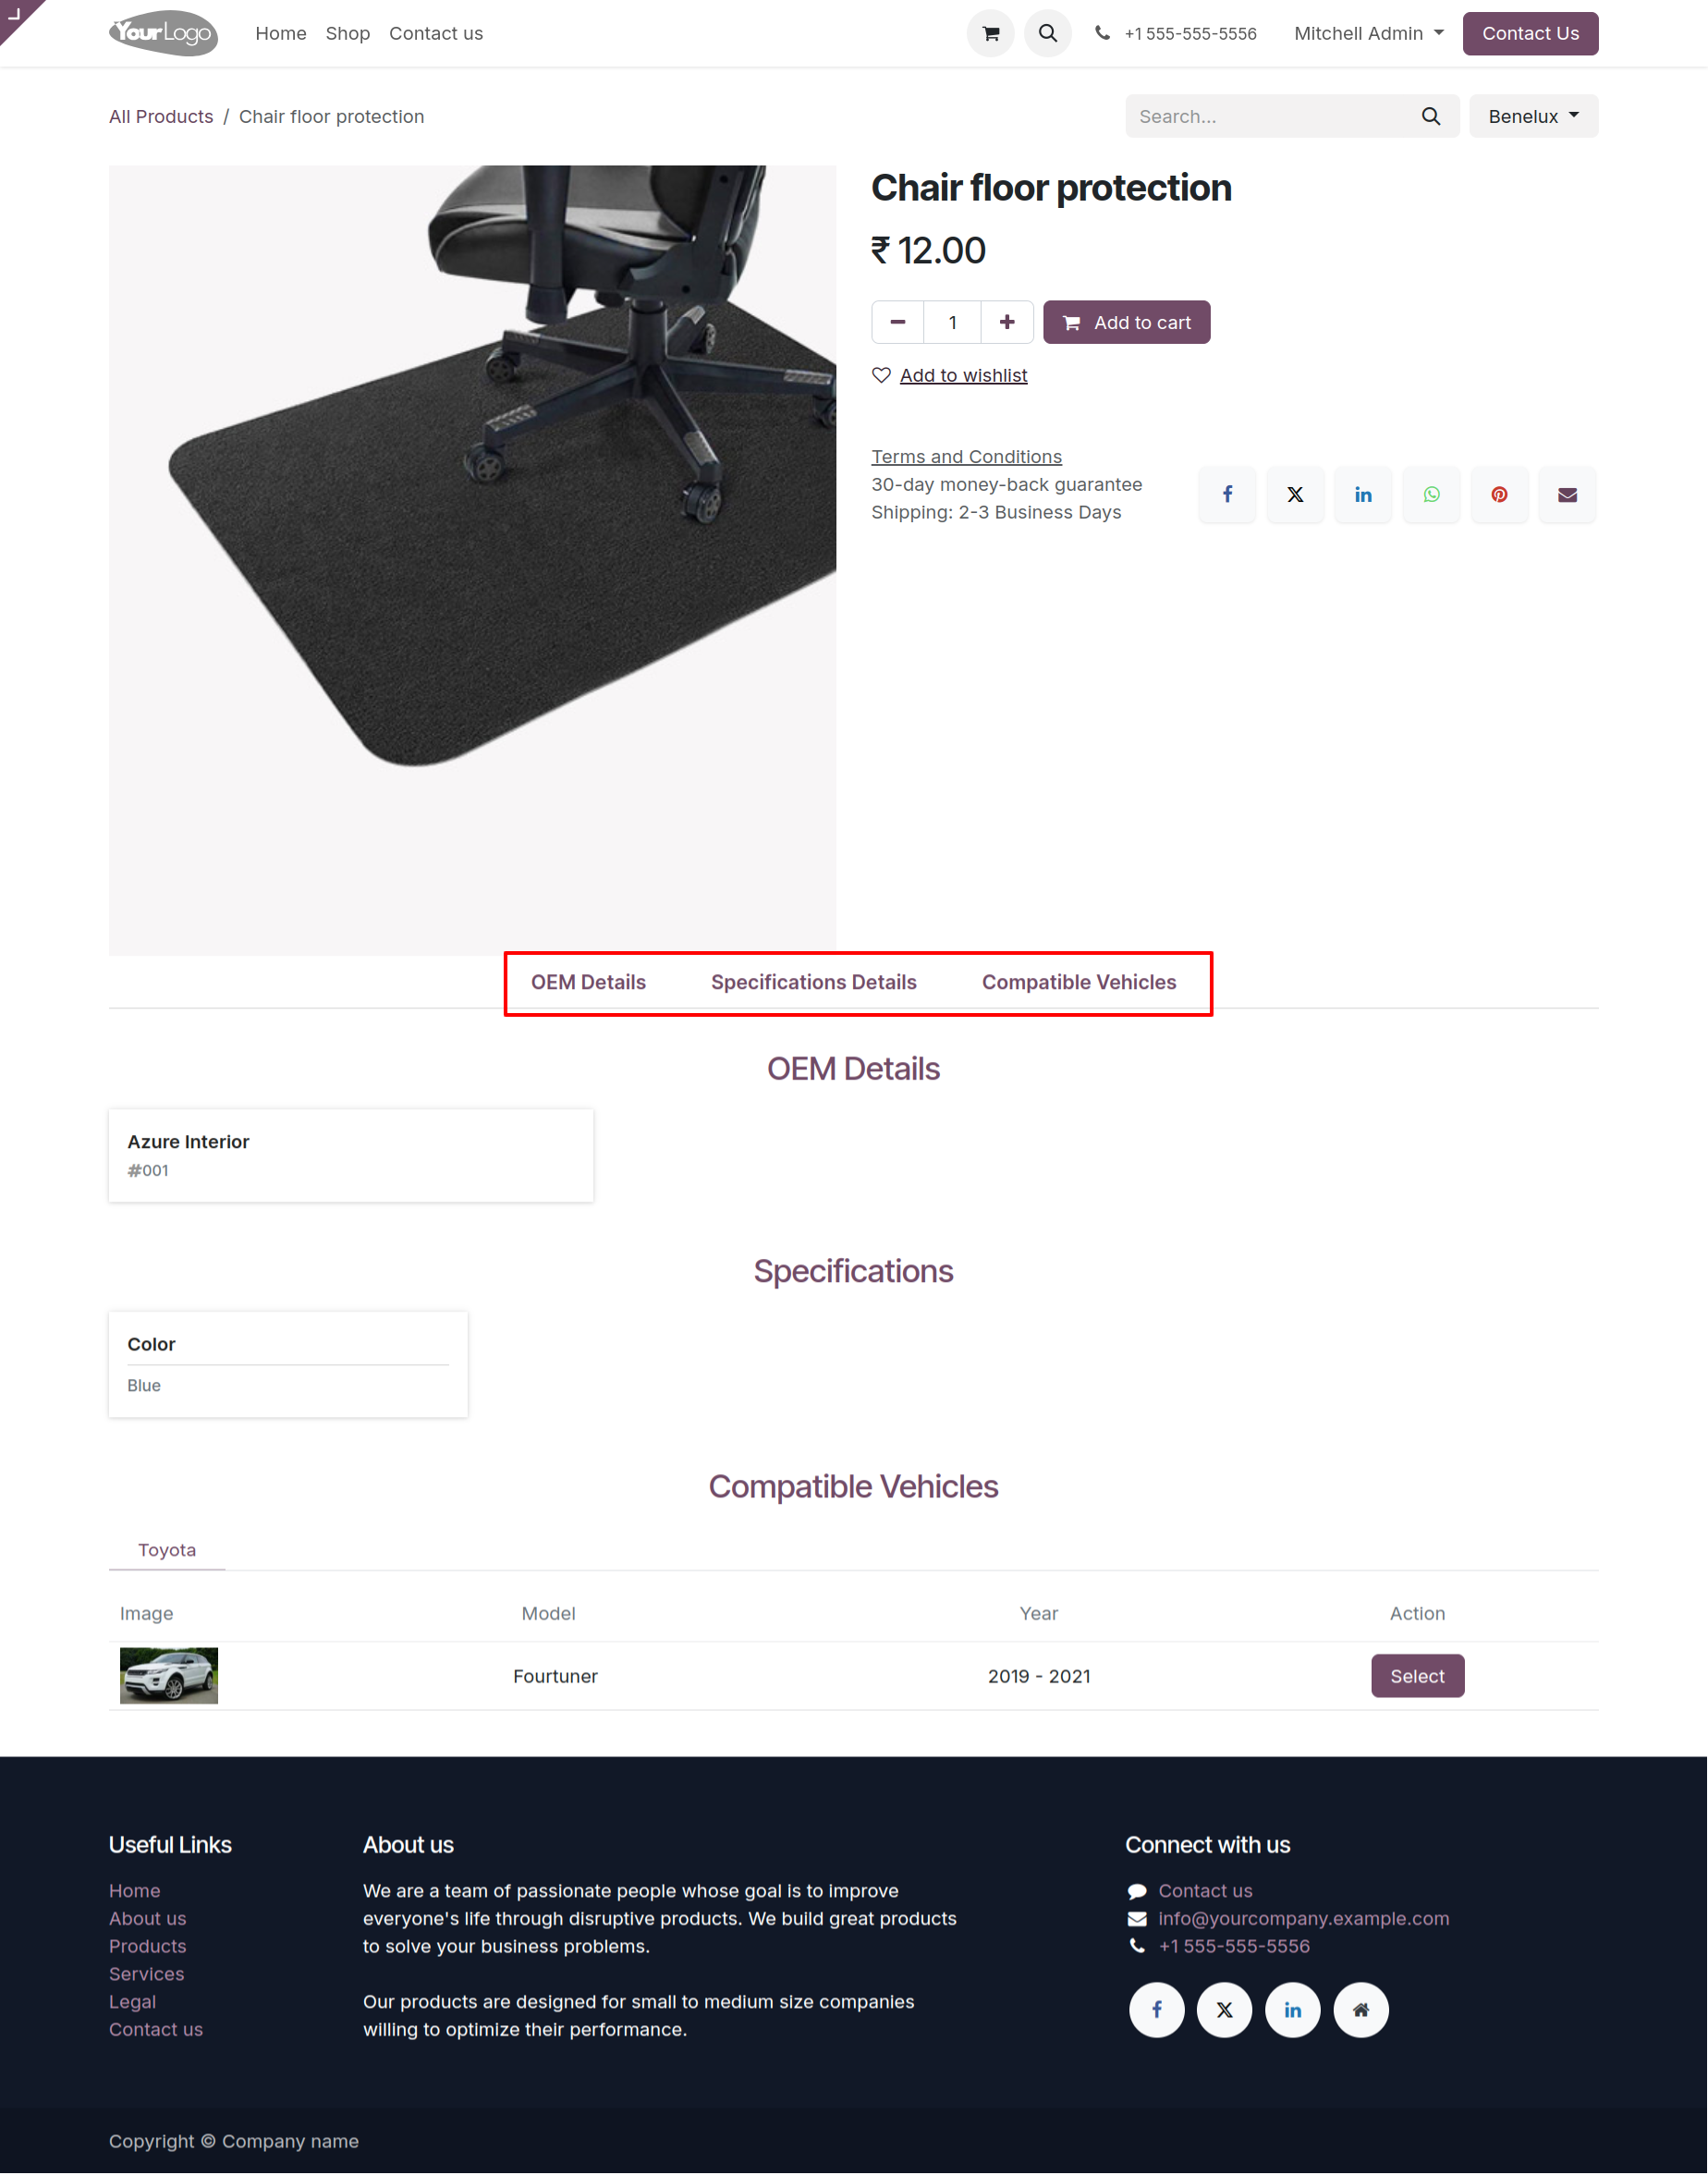 YourLogo
Home Shop Contact us
+1 555-555-5556
Mitchell Admin
Contact Us
All Products / Chair floor protection
Search...
Benelux
Chair floor protection
₹ 12.00
1
Add to cart
Add to wishlist
Terms and Conditions
30-day money-back guarantee
Shipping: 2-3 Business Days
OEM Details Specifications Details Compatible Vehicles
OEM Details
Azure Interior
#001
Specifications
Color
Blue
Compatible Vehicles
Toyota
Image Model Year Action
Fourtuner 2019 - 2021 Select
Useful Links
Home
About us
Products
Services
Legal
Contact us
About us
We are a team of passionate people whose goal is to improve
everyone's life through disruptive products. We build great products
to solve your business problems.
Our products are designed for small to medium size companies
willing to optimize their performance.
Connect with us
Contact us
info@yourcompany.example.com
+1 555-555-5556
Copyright © Company name